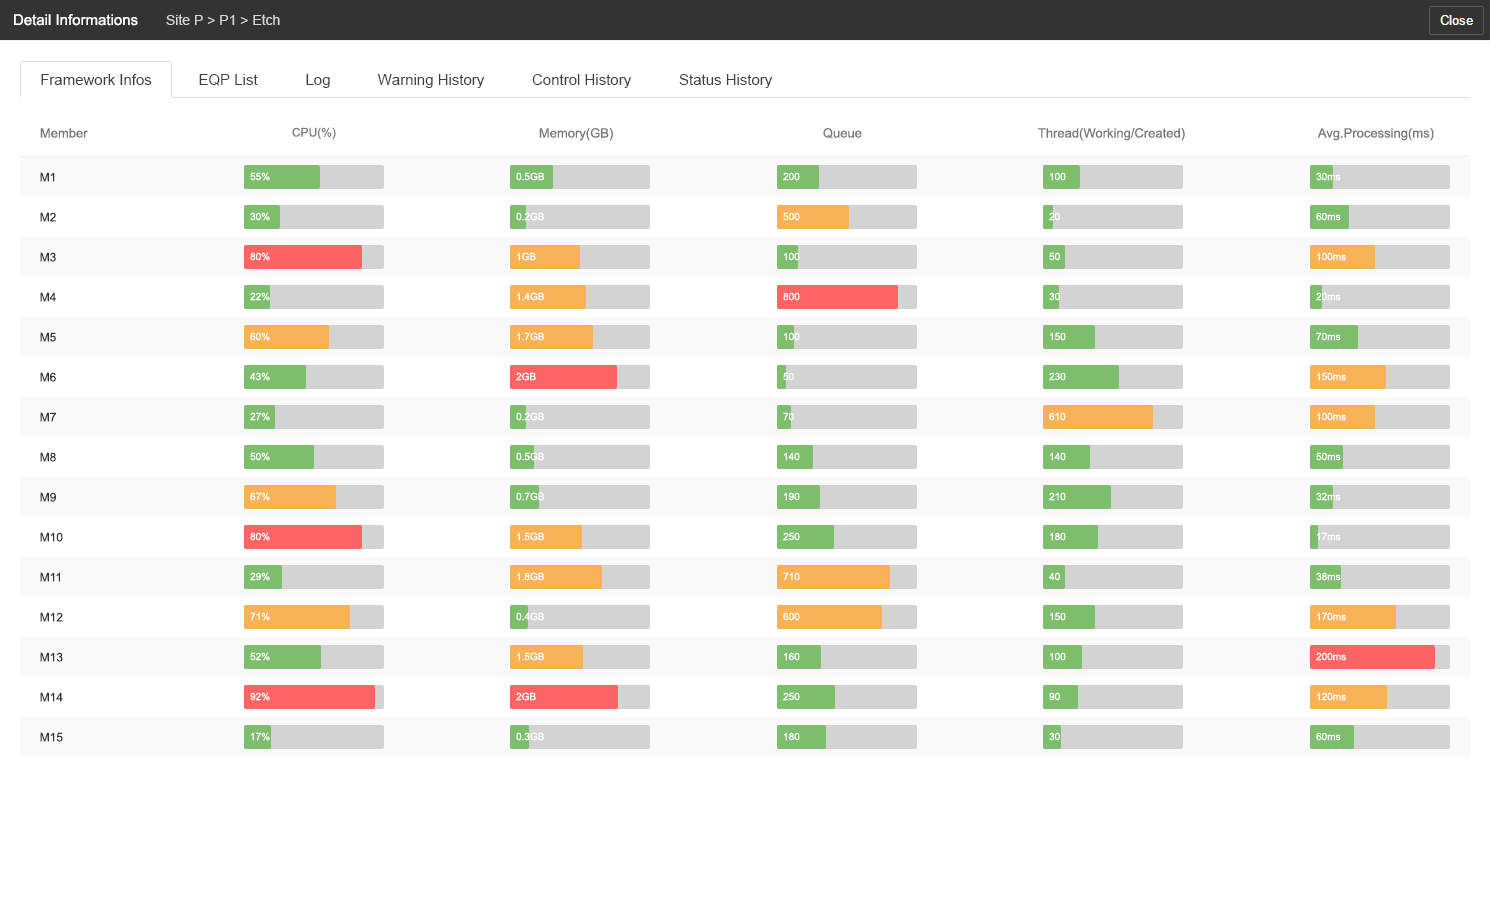 Detail Informations Site P > P1 > Etch Close
Framework Infos EQP List Log Warning History Control History Status History
Member CPU(%) Memory(GB) Queue Thread(Working/Created) Avg.Processing(ms)
M1 55% 0.5GB 200 100 30ms
M2 30% 0.2GB 500 20 60ms
M3 80% 1GB 100 50 100ms
M4 22% 1.4GB 800 30 20ms
M5 60% 1.7GB 100 150 70ms
M6 43% 2GB 50 230 150ms
M7 27% 0.2GB 70 610 100ms
M8 50% 0.5GB 140 140 50ms
M9 67% 0.7GB 190 210 32ms
M10 80% 1.5GB 250 180 17ms
M11 29% 1.8GB 710 40 38ms
M12 71% 0.4GB 600 150 170ms
M13 52% 1.5GB 160 100 200ms
M14 92% 2GB 250 90 120ms
M15 17% 0.3GB 180 30 60ms